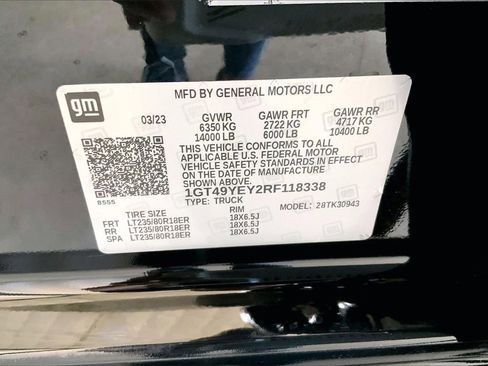 gm
MFD BY GENERAL MOTORS LLC
03/23 GVWR GAWR FRT GAWR RR
6350 KG 2722 KG 4717 KG
14000 LB 6000 LB 10400 LB
THIS VEHICLE CONFORMS TO ALL
APPLICABLE U.S. FEDERAL MOTOR
VEHICLE SAFETY STANDARDS IN EFFECT
ON THE DATE OF MANUFACTURE
SHOWN ABOVE.
1GT49YEY2RF118338
TYPE: TRUCK MODEL: 28TK30943
BSS5
TIRE SIZE RIM
FRT LT235/80R18ER 18X6.5J
RR LT235/80R18ER 18X6.5J
SPA LT235/80R18ER 18X6.5J